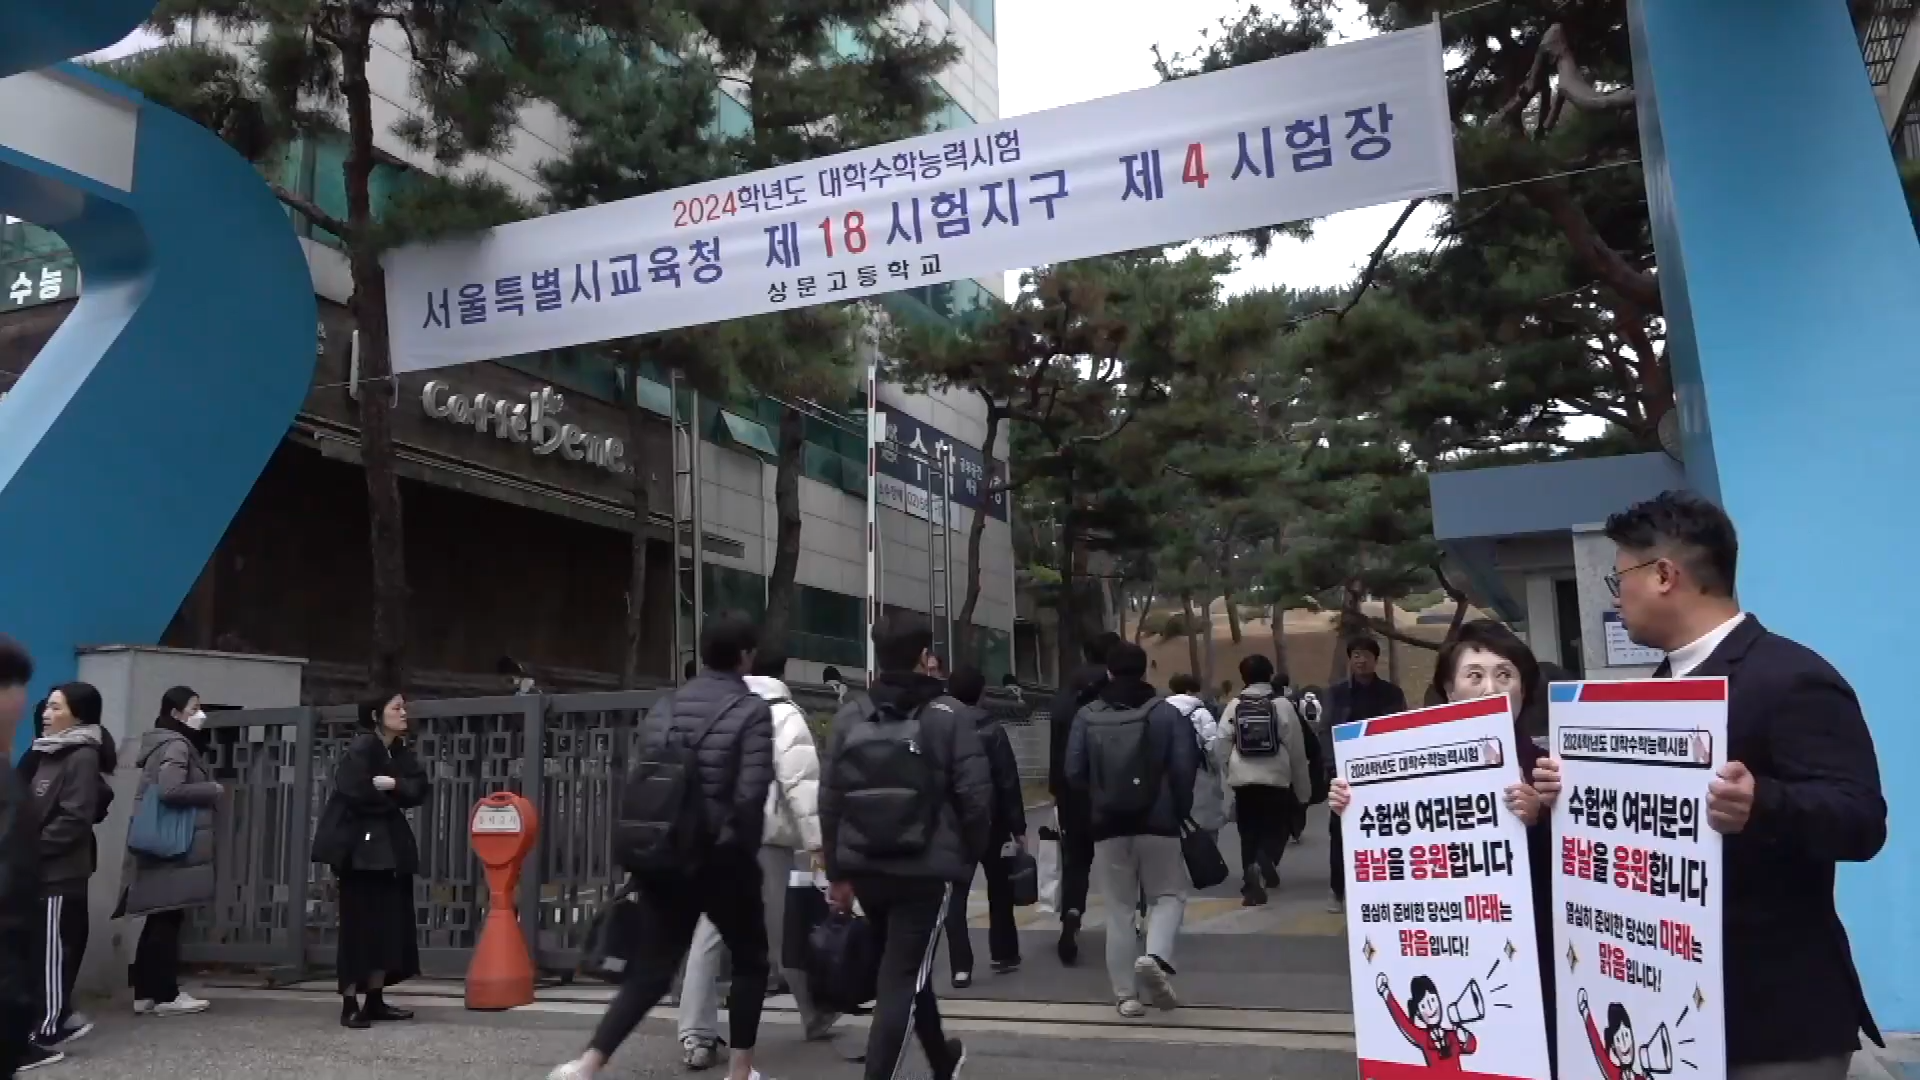 2024학년도 대학수학능력시험
서울특별시교육청 제 18 시험지구 제 4 시험장
상문고등학교
수능
Caffé bene
수학
2024학년도 대학수학능력시험
수험생 여러분의
봄날을 응원합니다
열심히 준비한 당신의 미래는
맑음입니다!
2024학년도 대학수학능력시험
수험생 여러분의
봄날을 응원합니다
열심히 준비한 당신의 미래는
맑음입니다!